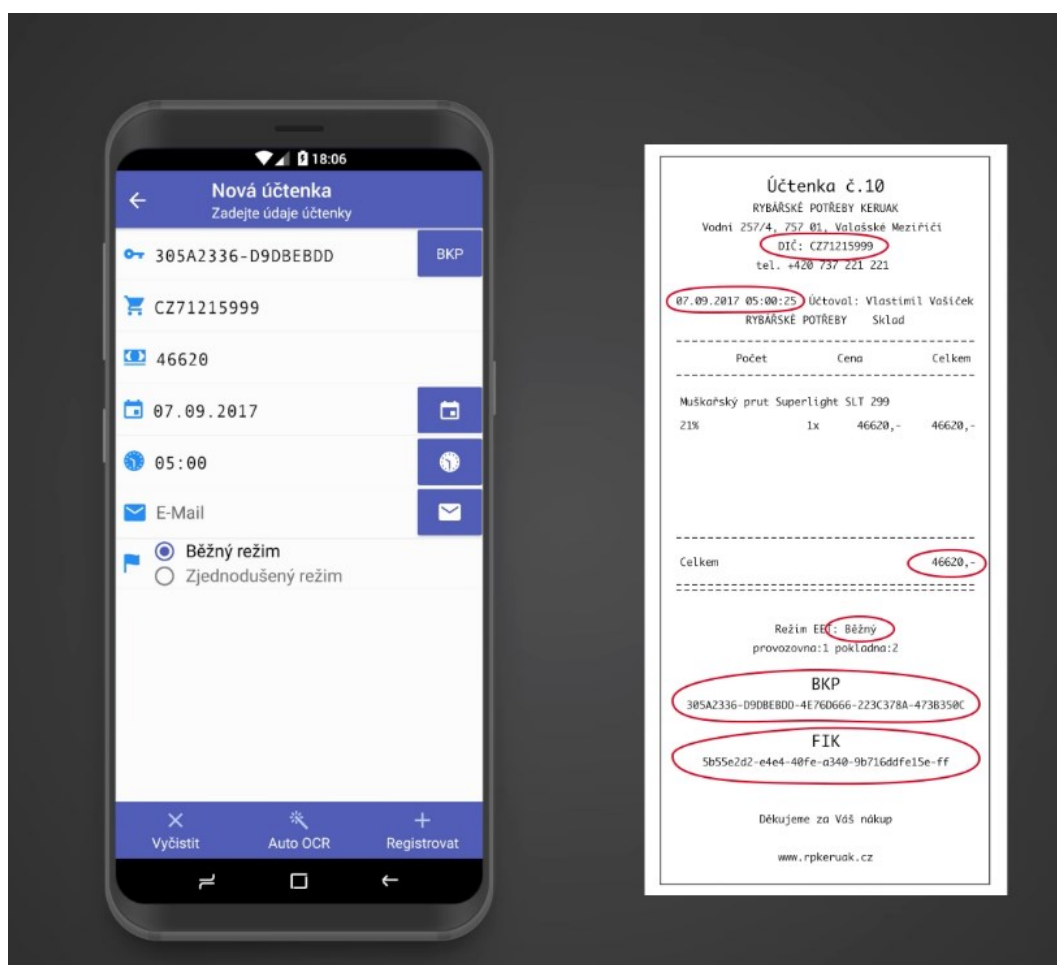 18:06
Nová účtenka
Zadejte údaje účtenky
305A2336-D9DBEBDD
BKP
CZ71215999
46620
07.09.2017
05:00
E-Mail
Běžný režim
Zjednodušený režim
Vyčistit
Auto OCR
Registrovat
Účtenka č.10
RYBÁŘSKÉ POTŘEBY KERUAK
Vodní 257/4, 757 01, Valašské Meziříčí
DIČ: CZ71215999
tel. +420 737 221 221
07.09.2017 05:00:25 Účtoval: Vlastimil Vašíček
RYBÁŘSKÉ POTŘEBY Sklad
Počet Cena Celkem
Muškařský prut Superlight SLT 299
21% 1x 46620,- 46620,-
Celkem 46620,-
Režim EET: Běžný
provozovna:1 pokladna:2
BKP
305A2336-D9DBEBDD-4E76D666-223C378A-473B350C
FIK
5b55e2d2-e4e4-40fe-a340-9b716ddfe15e-ff
Děkujeme za Váš nákup
www.rpkeruak.cz